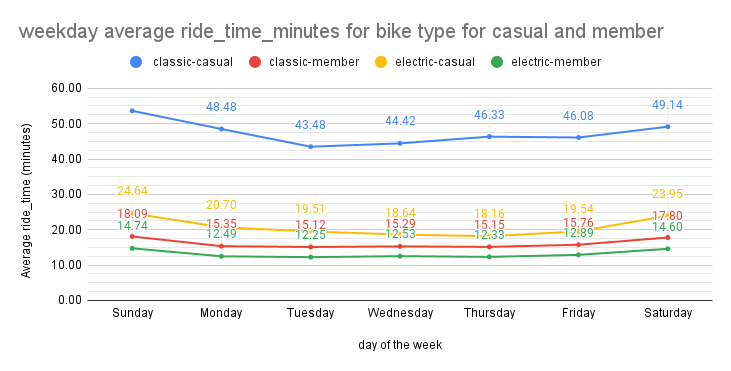 weekday average ride_time_minutes for bike type for casual and member
classic-casual classic-member electric-casual electric-member
Average ride_time (minutes)
60.00
50.00
40.00
30.00
20.00
10.00
0.00
48.48 43.48 44.42 46.33 46.08 49.14
24.64 20.70 19.51 18.64 18.16 19.54 23.95
18.09 15.35 15.12 15.29 15.15 15.76 17.80
14.74 12.49 12.25 12.53 12.33 12.89 14.60
Sunday Monday Tuesday Wednesday Thursday Friday Saturday
day of the week